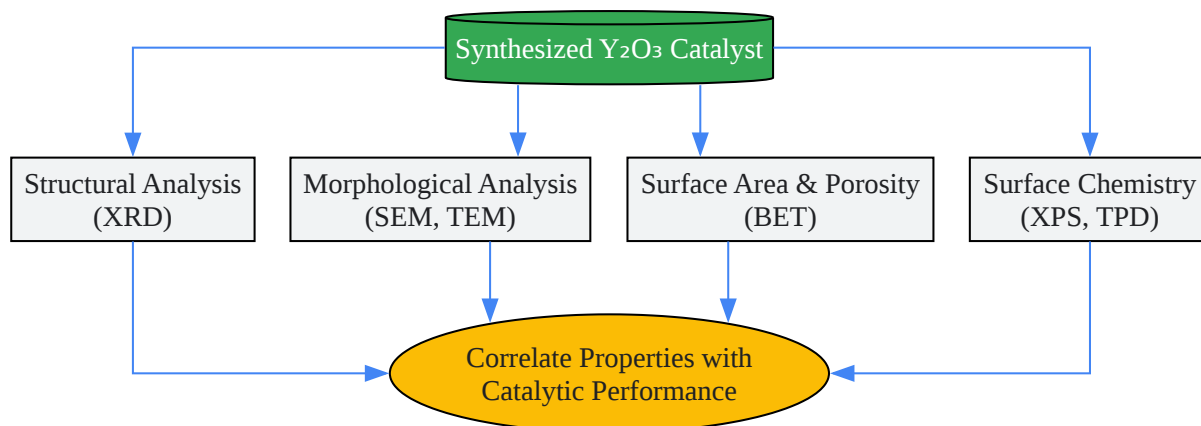 Synthesized Y₂O₃ Catalyst
Structural Analysis
(XRD)
Morphological Analysis
(SEM, TEM)
Surface Area & Porosity
(BET)
Surface Chemistry
(XPS, TPD)
Correlate Properties with
Catalytic Performance